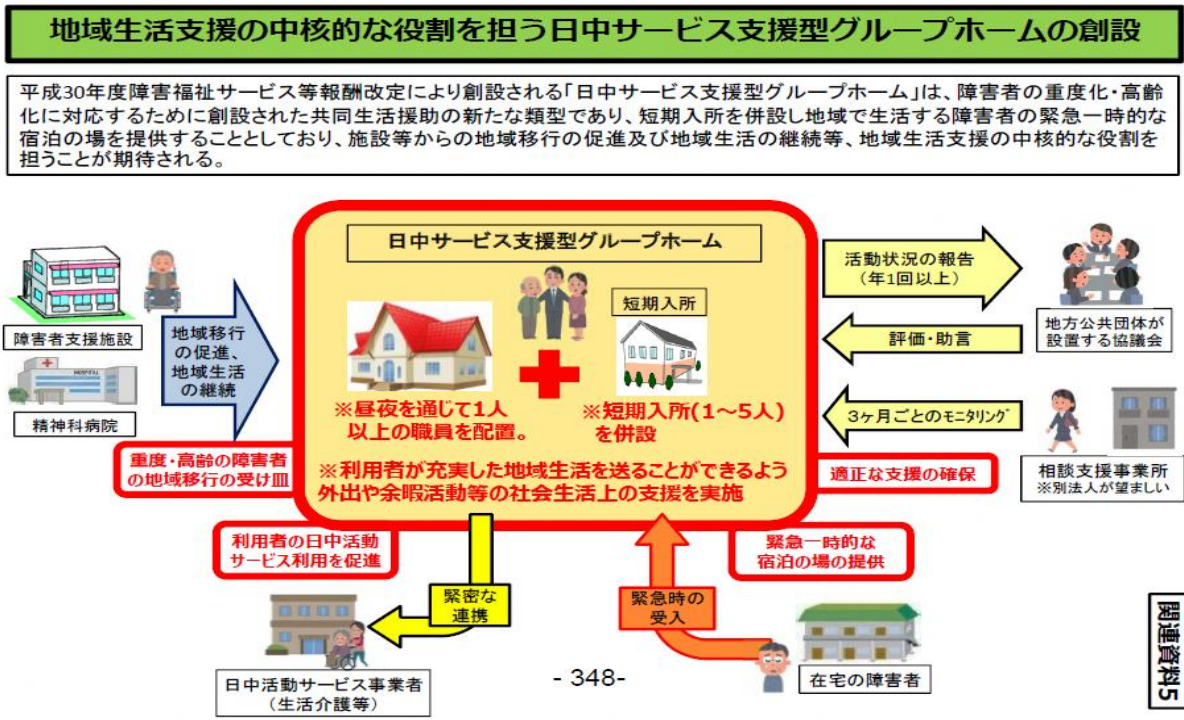 地域生活支援の中核的な役割を担う日中サービス支援型グループホームの創設
平成30年度障害福祉サービス等報酬改定により創設される「日中サービス支援型グループホーム」は、障害者の重度化・高齢
化に対応するために創設された共同生活援助の新たな類型であり、短期入所を併設し地域で生活する障害者の緊急一時的な
宿泊の場を提供することとしており、施設等からの地域移行の促進及び地域生活の継続等、地域生活支援の中核的な役割を
担うことが期待される。
障害者支援施設
HOSPITAL
精神科病院
地域移行
の促進、
地域生活
の継続
重度・高齢の障害者
の地域移行の受け皿
日中サービス支援型グループホーム
短期入所
※昼夜を通じて1人
以上の職員を配置。
※短期入所(1～5人)
を併設
※利用者が充実した地域生活を送ることができるよう
外出や余暇活動等の社会生活上の支援を実施
活動状況の報告
（年1回以上）
評価・助言
3ヶ月ごとのモニタリング
地方公共団体が
設置する協議会
相談支援事業所
※別法人が望ましい
適正な支援の確保
利用者の日中活動
サービス利用を促進
緊急一時的な
宿泊の場の提供
緊密な
連携
緊急時の
受入
日中活動サービス事業者
（生活介護等）
在宅の障害者
- 348-
関連資料5